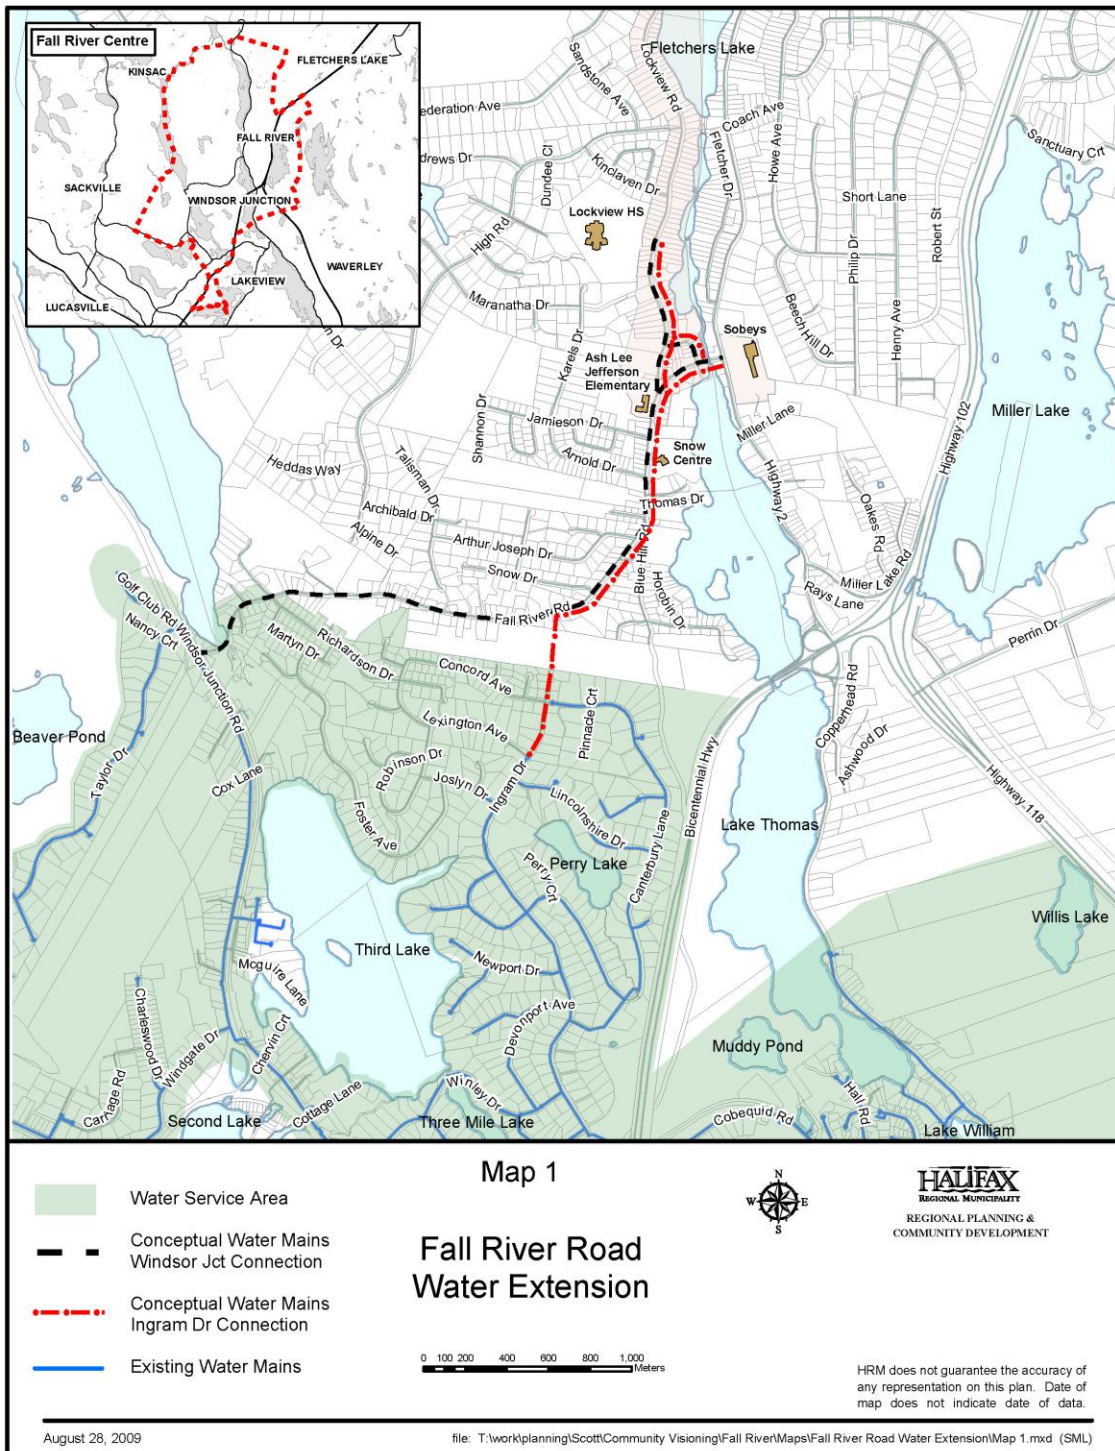 Fall River Centre
KINSAC
FLETCHERS LAKE
FALL RIVER
SACKVILLE
WINDSOR JUNCTION
WAVERLEY
LAKEVIEW
LUCASVILLE
Fletchers Lake
Sandstone Ave
Lockview Rd
ederation Ave
Coach Ave
Howe Ave
Fletcher Dr
Sanctuary Crt
drews Dr
Dundee Cl
Kinclaven Dr
Short Lane
Lockview HS
High Rd
Philip Dr
Robert St
Maranatha Dr
Beech Hill Dr
Henry Ave
Sobeys
Karels Dr
Ash Lee
Jefferson
Elementary
Miller Lake
Highway 102
Shannon Dr
Jamieson Dr
Miller Lane
Snow
Centre
Arnold Dr
Heddas Way
Talisman Dr
Thomas Dr
Highway 2
Oakes Rd
Archibald Dr
Alpine Dr
Arthur Joseph Dr
Blue Hill Rd
Snow Dr
Horobin Dr
Miller Lake Rd
Rays Lane
Golf Club Rd
Fall River Rd
Nancy Crt
Windsor Junction Rd
Martyn Dr
Richardson Dr
Perrin Dr
Concord Ave
Pinnacle Crt
Copperhead Rd
Lexington Ave
Ashwood Dr
Beaver Pond
Taylor Dr
Cox Lane
Robinson Dr
Joslyn Dr
Ingram Dr
Bicentennial Hwy
Highway 118
Foster Ave
Lincolnshire Dr
Lake Thomas
Canterbury Lane
Perry Crt
Perry Lake
Willis Lake
Third Lake
Newport Dr
Mcguire Lane
Devonport Ave
Charleswood Dr
Windgate Dr
Chervin Crt
Muddy Pond
Carriage Rd
Winley Dr
Cottage Lane
Hall Rd
Second Lake
Three Mile Lake
Cobequid Rd
Lake William
Map 1
Fall River Road
Water Extension
Water Service Area
Conceptual Water Mains
Windsor Jct Connection
Conceptual Water Mains
Ingram Dr Connection
Existing Water Mains
N
W E
S
HALIFAX
REGIONAL MUNICIPALITY
REGIONAL PLANNING &
COMMUNITY DEVELOPMENT
0 100 200 400 600 800 1,000
Meters
HRM does not guarantee the accuracy of
any representation on this plan. Date of
map does not indicate date of data.
August 28, 2009
file: T:\work\planning\Scott\Community Visioning\Fall River\Maps\Fall River Road Water Extension\Map 1.mxd (SML)